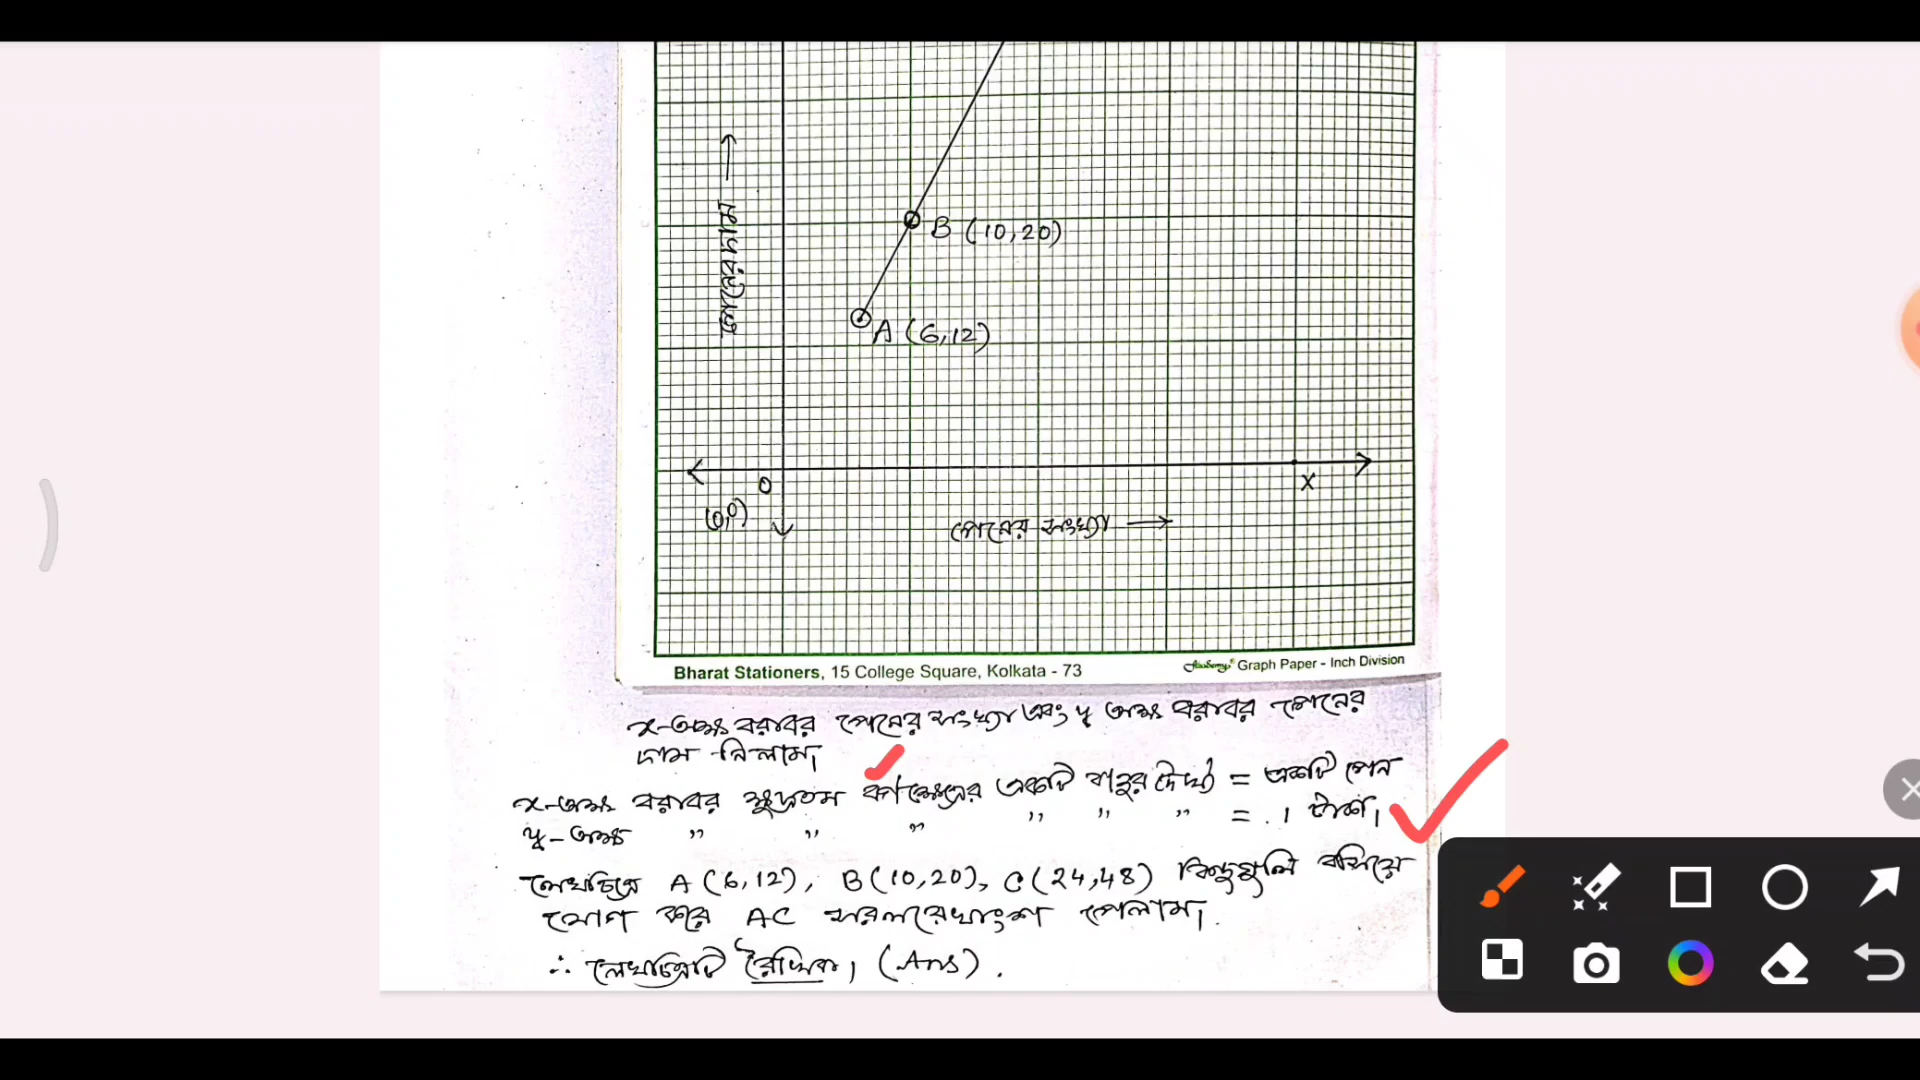 B (10,20)
পেনের দাম
A (6,12)
O
(0,0)
X
পেনের সংখ্যা
Bharat Stationers, 15 College Square, Kolkata - 73
Graph Paper - Inch Division
x-অক্ষ বরাবর পেনের সংখ্যা এবং y অক্ষ বরাবর পেনের
দাম নিলাম।
x-অক্ষ বরাবর ক্ষুদ্রতম বর্গক্ষেত্রের একটি বাহুর দৈর্ঘ্য = একটি পেন
y-অক্ষ " " " " " " = 1 টাকা।
লেখচিত্রে A (6,12), B(10,20), C(24,48) বিন্দুগুলি বসিয়ে
যোগ করে AC সরলরেখাংশ পেলাম।
∴ লেখচিত্রটি রৈখিক। (Ans).